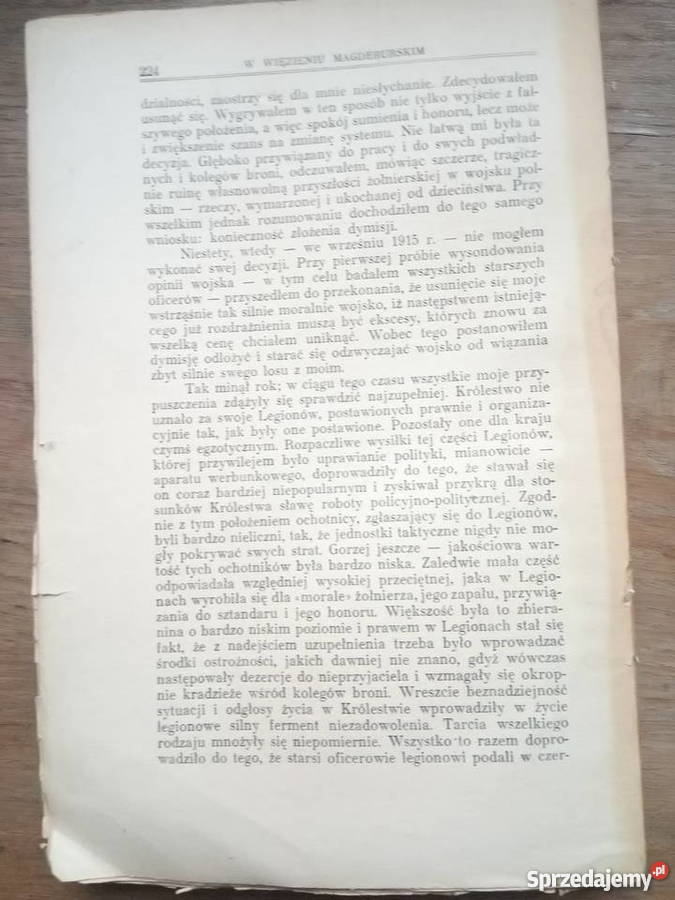 224
W WIĘZIENIU MAGDEBURSKIM
dzialności, zaostrzy się dla mnie niesłychanie. Zdecydowałem
usunąć się. Wygrywałem w ten sposób nie tylko wyjście z fał-
szywego położenia, a więc spokój sumienia i honoru, lecz może
i zwiększenie szans na zmianę systemu. Nie łatwą mi była ta
decyzja. Głęboko przywiązany do pracy i do swych podwład-
nych i kolegów broni, odczuwałem, mówiąc szczerze, tragicz-
nie ruinę własnowolną przyszłości żołnierskiej w wojsku pol-
skim — rzeczy, wymarzonej i ukochanej od dzieciństwa. Przy
wszelkim jednak rozumowaniu dochodziłem do tego samego
wniosku: konieczność złożenia dymisji.
Niestety, wtedy — we wrześniu 1915 r. — nie mogłem
wykonać swej decyzji. Przy pierwszej próbie wysondowania
opinii wojska — w tym celu badałem wszystkich starszych
oficerów — przyszedłem do przekonania, że usunięcie się moje
wstrząśnie tak silnie moralnie wojsko, iż następstwem istnieją-
cego już rozdrażnienia muszą być ekscesy, których znowu za
wszelką cenę chciałem uniknąć. Wobec tego postanowiłem
dymisję odłożyć i starać się odzwyczajać wojsko od wiązania
zbyt silnie swego losu z moim.
Tak minął rok; w ciągu tego czasu wszystkie moje przy-
puszczenia zdążyły się sprawdzić najzupełniej. Królestwo nie
uznało za swoje Legionów, postawionych prawnie i organiza-
cyjnie tak, jak były one postawione. Pozostały one dla kraju
czymś egzotycznym. Rozpaczliwe wysiłki tej części Legionów,
której przywilejem było uprawianie polityki, mianowicie —
aparatu werbunkowego, doprowadziły do tego, że stawał się
on coraz bardziej niepopularnym i zyskiwał przykrą dla sto-
sunków Królestwa sławę roboty policyjno-politycznej. Zgod-
nie z tym położeniem ochotnicy, zgłaszający się do Legionów,
byli bardzo nieliczni, tak, że jednostki taktyczne nigdy nie mo-
gły pokrywać swych strat. Gorzej jeszcze — jakościowa war-
tość tych ochotników była bardzo niska. Zaledwie mała część
odpowiadała względniej wysokiej przeciętnej, jaka w Legio-
nach wyrobiła się dla «morale» żołnierza, jego zapału, przywią-
zania do sztandaru i jego honoru. Większość była to zbiera-
nina o bardzo niskim poziomie i prawem w Legionach stał się
fakt, że z nadejściem uzupełnienia trzeba było wprowadzać
środki ostrożności, jakich dawniej nie znano, gdyż wówczas
następowały dezercje do nieprzyjaciela i wzmagały się okrop-
nie kradzieże wśród kolegów broni. Wreszcie beznadziejność
sytuacji i odgłosy życia w Królestwie wprowadziły w życie
legionowe silny ferment niezadowolenia. Tarcia wszelkiego
rodzaju mnożyły się niepomiernie. Wszystko to razem dopro-
wadziło do tego, że starsi oficerowie legionowi podali w czer-
Sprzedajemy.pl